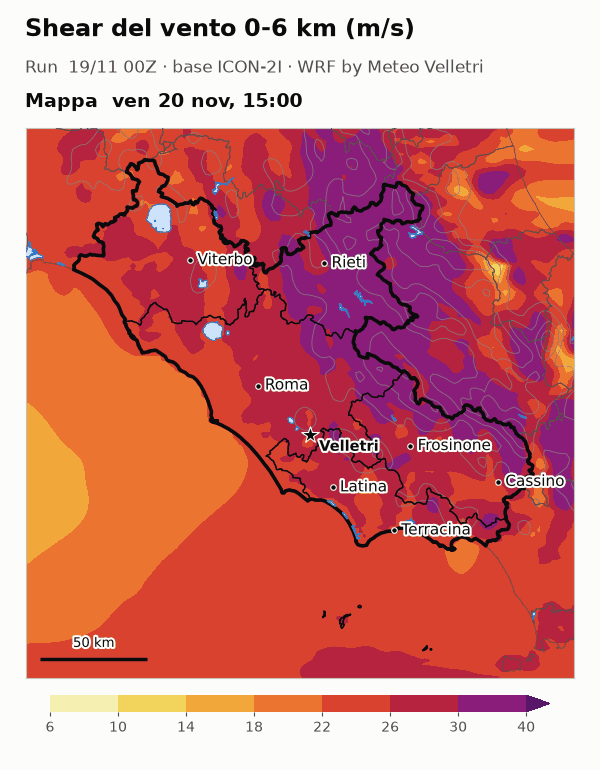 Shear del vento 0-6 km (m/s)
Run  19/11 00Z · base ICON-2I · WRF by Meteo Velletri
Mappa  ven 20 nov, 15:00
Viterbo
Rieti
Roma
Velletri
Frosinone
Latina
Cassino
Terracina
50 km
6 10 14 18 22 26 30 40